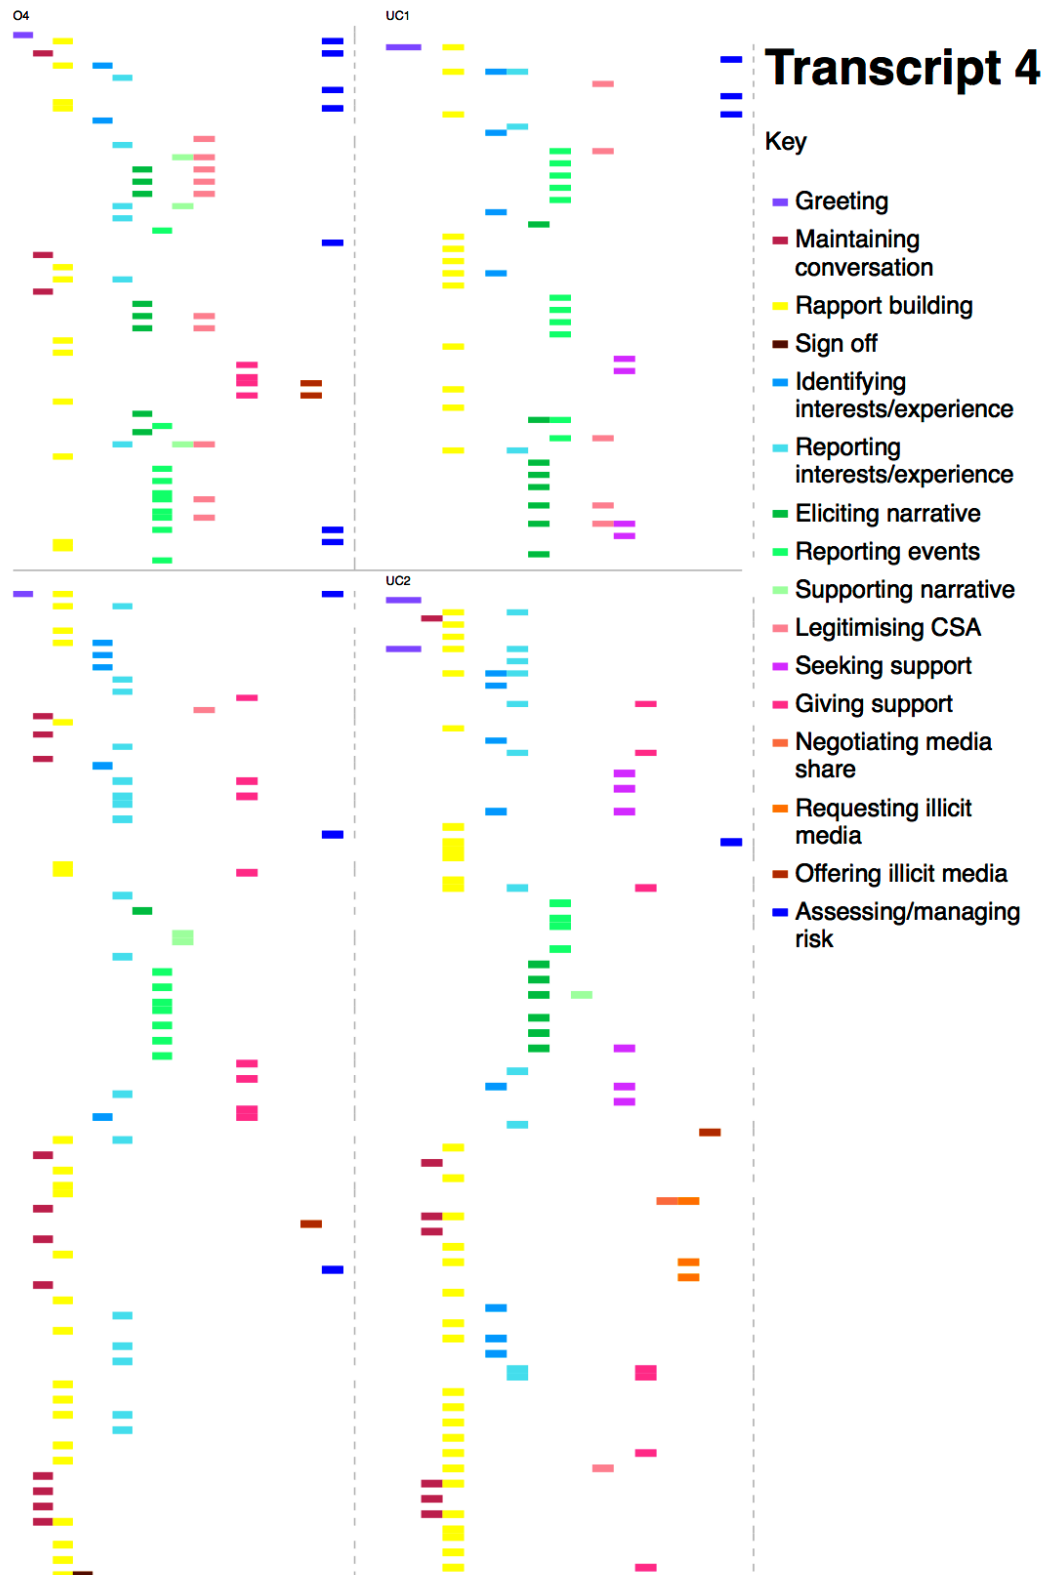 O4
UC1
Transcript 4
Key
Greeting
Maintaining
conversation
Rapport building
Sign off
Identifying
interests/experience
Reporting
interests/experience
Eliciting narrative
Reporting events
Supporting narrative
Legitimising CSA
Seeking support
Giving support
Negotiating media
share
Requesting illicit
media
Offering illicit media
Assessing/managing
risk
UC2